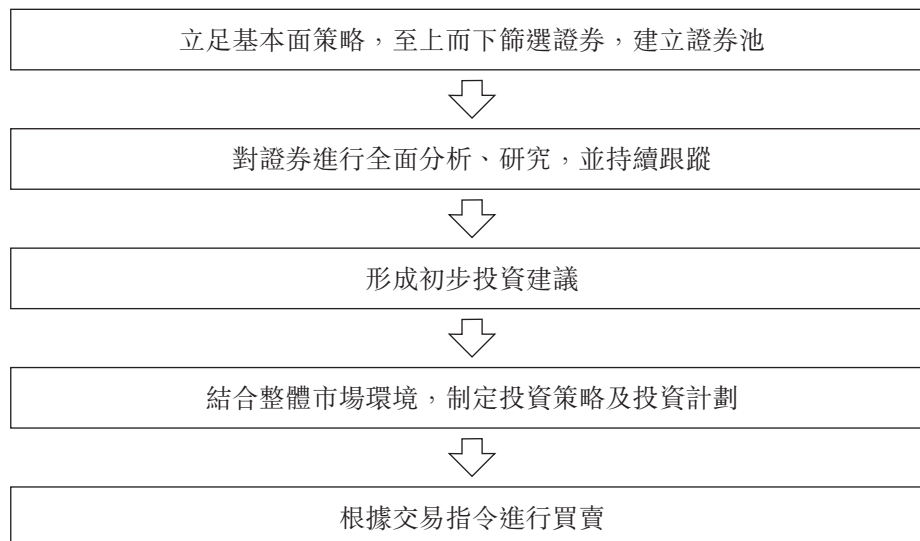 立足基本面策略，至上而下篩選證券，建立證券池
對證券進行全面分析、研究，並持續跟蹤
形成初步投資建議
結合整體市場環境，制定投資策略及投資計劃
根據交易指令進行買賣